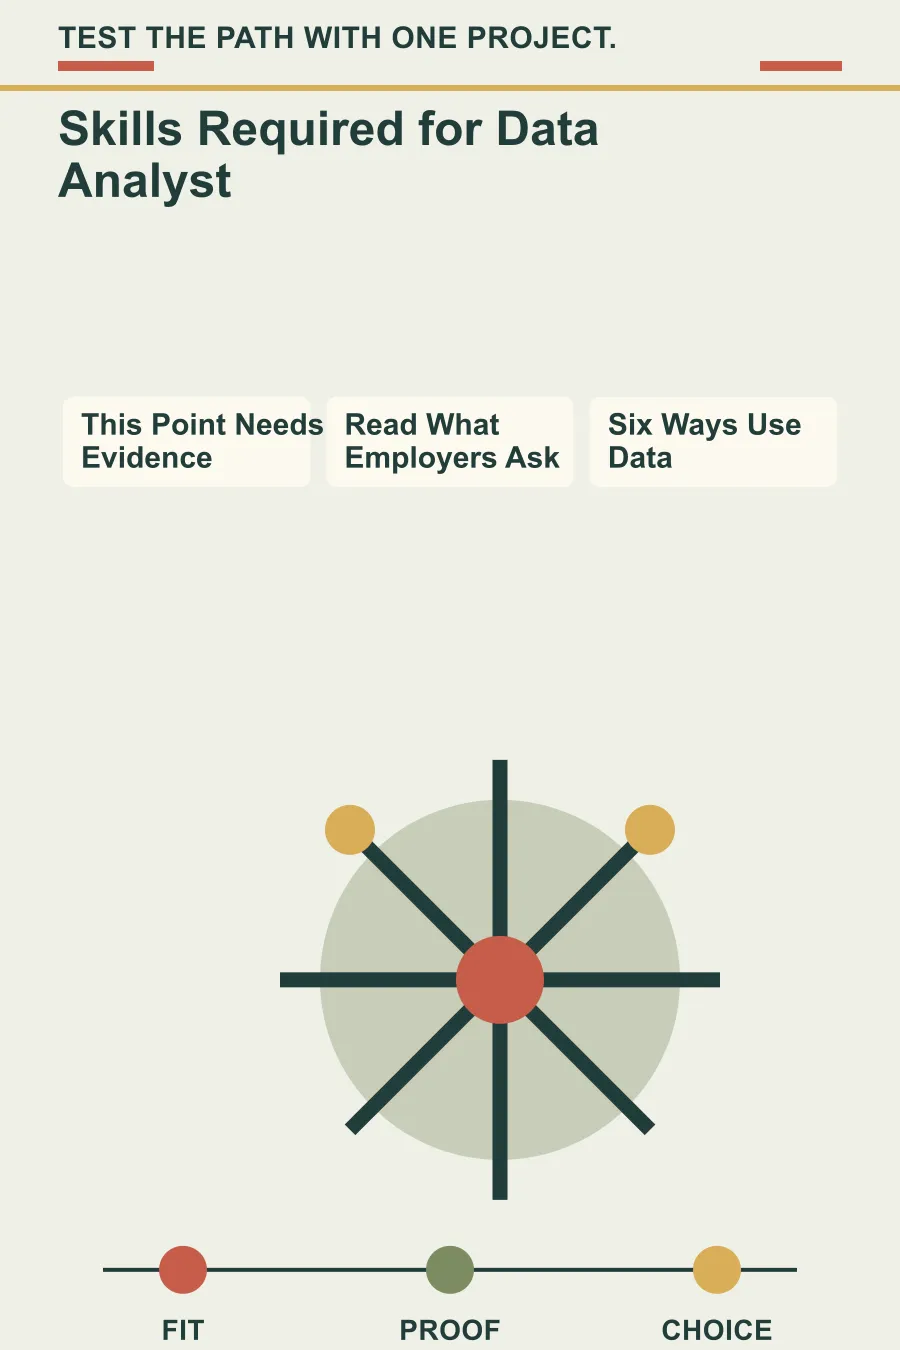 TEST THE PATH WITH ONE PROJECT.
Skills Required for Data
Analyst
This Point Needs
Evidence
Read What
Employers Ask
Six Ways Use
Data
FIT
PROOF
CHOICE